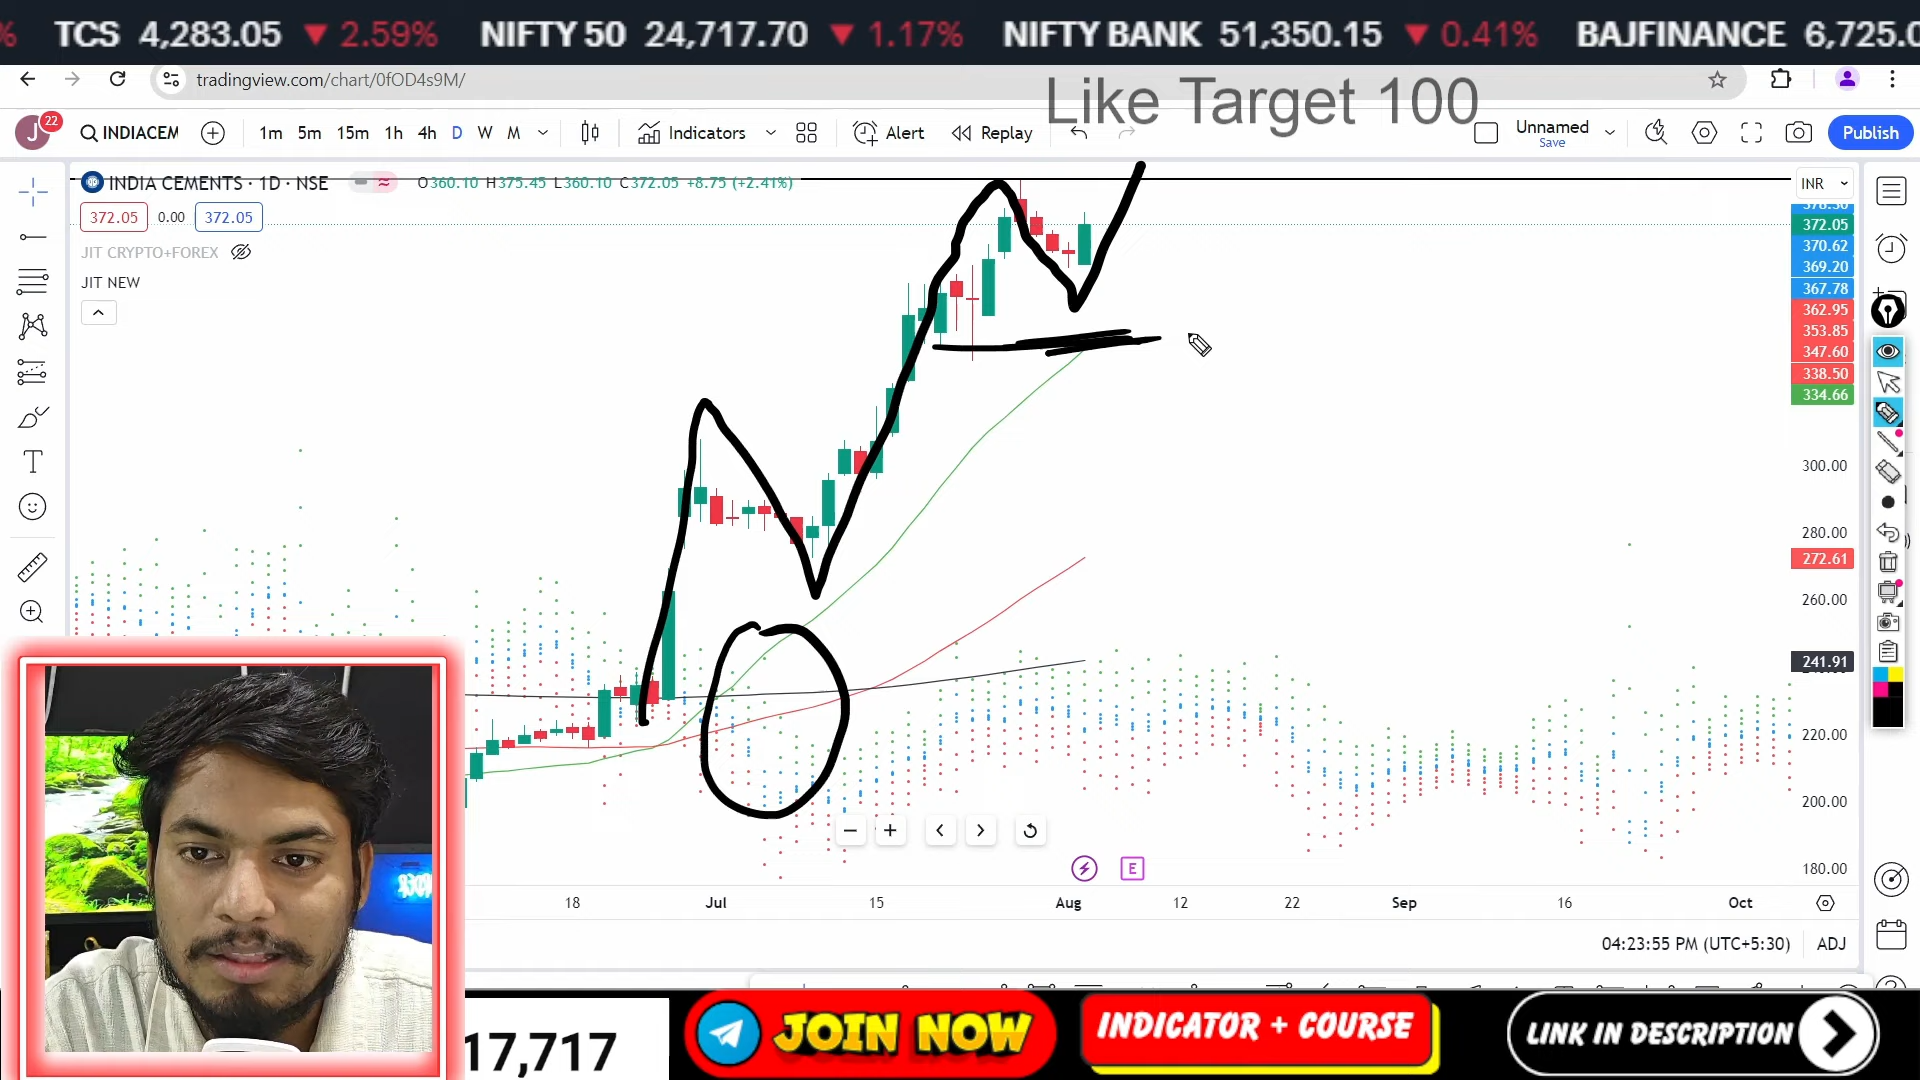 %
TCS 4,283.05 ▼ 2.59% NIFTY 50 24,717.70 ▼ 1.17% NIFTY BANK 51,350.15 ▼ 0.41% BAJFINANCE 6,725.0
tradingview.com/chart/0fOD4s9M/
Like Target 100
J 22 INDIACEM 1m 5m 15m 1h 4h D W M Indicators Alert Replay Unnamed Save Publish
INDIA CEMENTS · 1D · NSE O360.10 H375.45 L360.10 C372.05 +8.75 (+2.41%)
INR
372.05 0.00 372.05
JIT CRYPTO+FOREX
JIT NEW
372.05
370.62
369.20
367.78
362.95
353.85
347.60
338.50
334.66
300.00
280.00
272.61
260.00
241.91
220.00
200.00
180.00
E
18 Jul 15 Aug 12 22 Sep 16 Oct
04:23:55 PM (UTC+5:30) ADJ
17,717
JOIN NOW
INDICATOR + COURSE
LINK IN DESCRIPTION